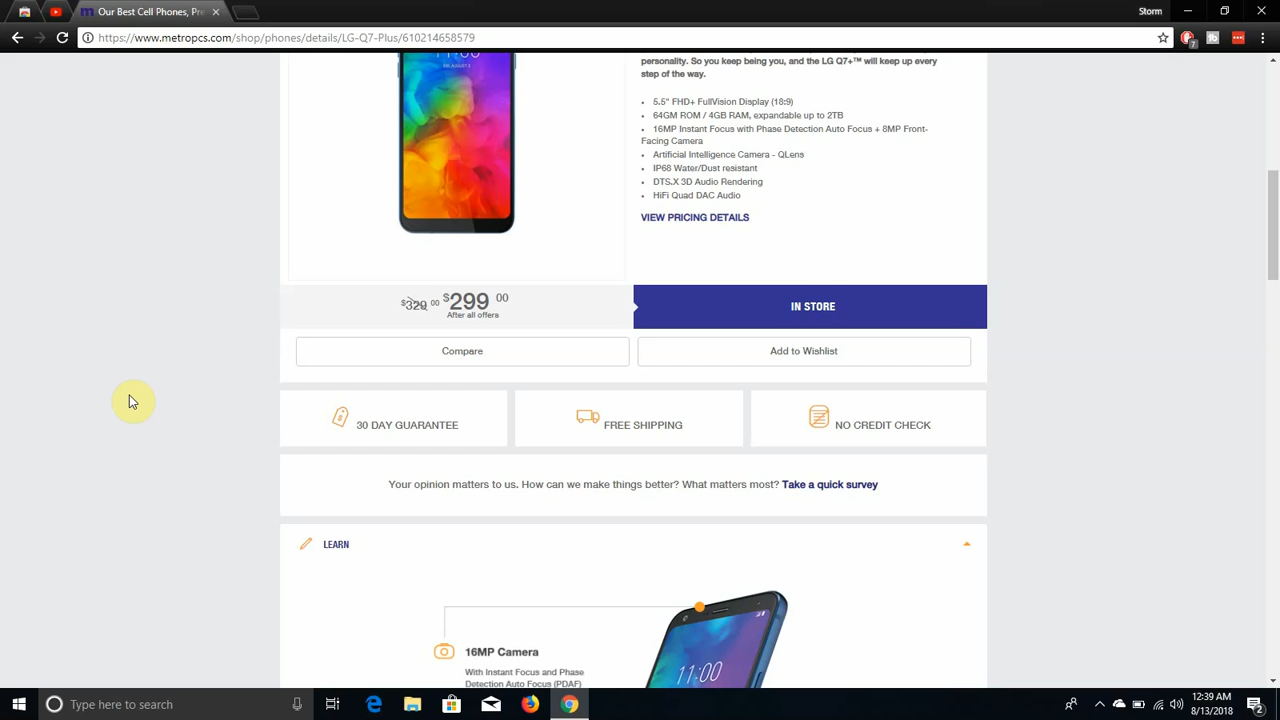 Our Best Cell Phones, Pre
Storm
https://www.metropcs.com/shop/phones/details/LG-Q7-Plus/610214658579
7
personality. So you keep being you, and the LG Q7+™ will keep up every
step of the way.
• 5.5" FHD+ FullVision Display (18:9)
• 64GM ROM / 4GB RAM, expandable up to 2TB
• 16MP Instant Focus with Phase Detection Auto Focus + 8MP Front-
Facing Camera
• Artificial Intelligence Camera - QLens
• IP68 Water/Dust resistant
• DTS.X 3D Audio Rendering
• HiFi Quad DAC Audio
VIEW PRICING DETAILS
$329.00 $299 00
After all offers
IN STORE
Compare
Add to Wishlist
30 DAY GUARANTEE
FREE SHIPPING
NO CREDIT CHECK
Your opinion matters to us. How can we make things better? What matters most? Take a quick survey
LEARN
16MP Camera
With Instant Focus and Phase
Detection Auto Focus (PDAF)
11:00
Type here to search
12:39 AM
8/13/2018
2